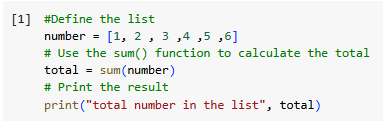 [1] #Define the list
number = [1, 2 , 3 ,4 ,5 ,6]
# Use the sum() function to calculate the total
total = sum(number)
# Print the result
print("total number in the list", total)